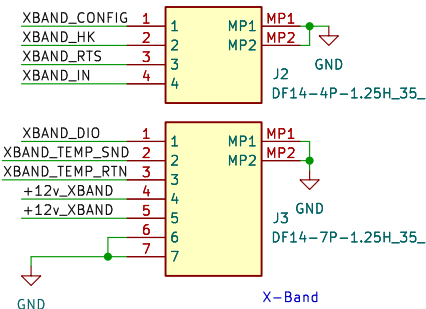 XBAND_CONFIG 1 1 MP1 MP1
XBAND_HK 2 2 MP2 MP2
XBAND_RTS 3 3
XBAND_IN 4 4
GND
J2
DF14-4P-1.25H_35_
XBAND_DIO 1 1 MP1 MP1
XBAND_TEMP_SND 2 2 MP2 MP2
XBAND_TEMP_RTN 3 3
+12v_XBAND 4 4
+12v_XBAND 5 5
GND
6 6
J3
7 7
DF14-7P-1.25H_35_
GND
X-Band